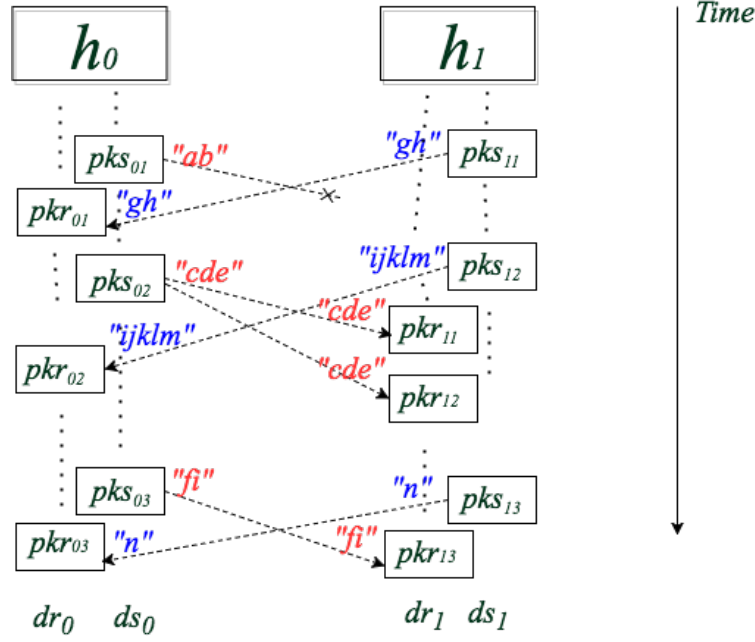 Time
h0 h1
"gh"
pks01 "ab" pks11
pkr01 "gh"
"ijklm"
pks02 "cde" pks12
"cde"
"ijklm" pkr11
pkr02 "cde"
pkr12
pks03 "fi" "n" pks13
pkr03 "n" "fi" pkr13
dr0 ds0 dr1 ds1